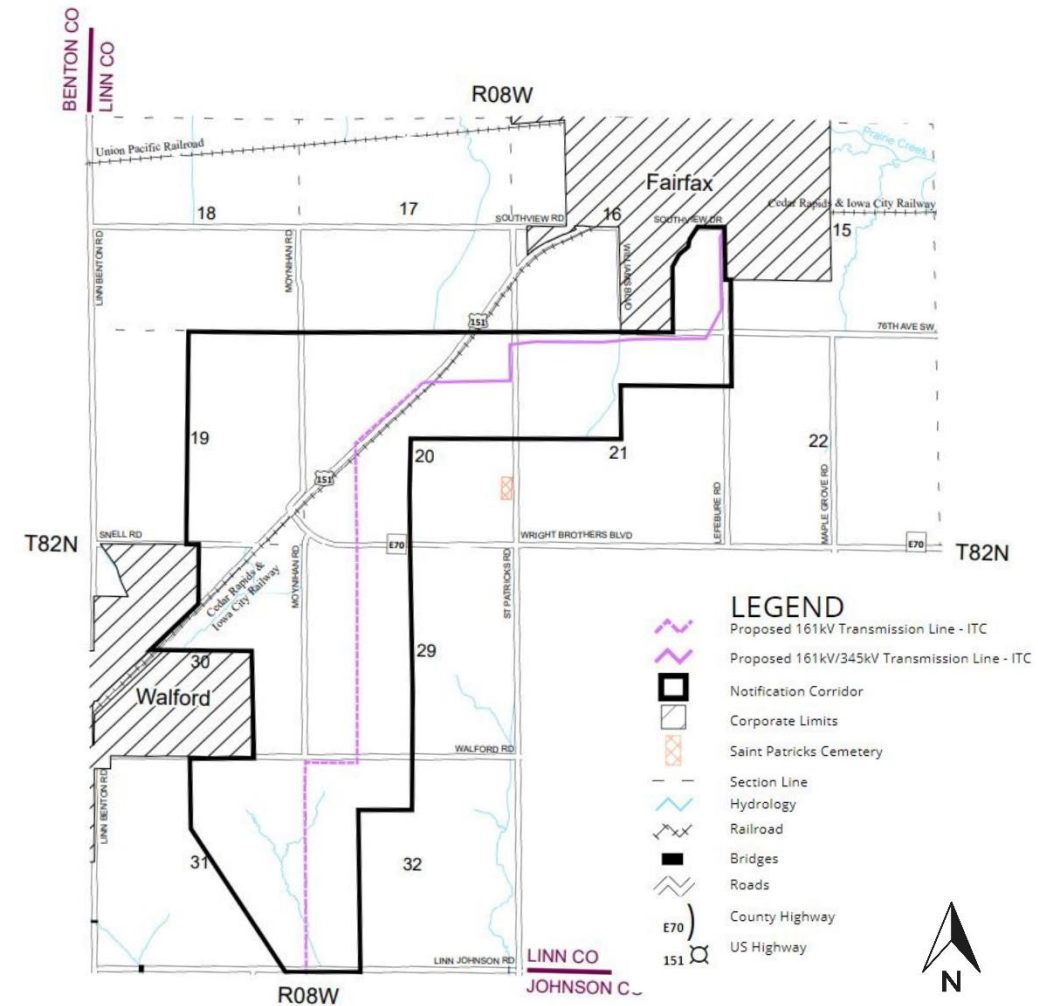 BENTON CO
LINN CO
R08W
Union Pacific Railroad
Prairie Creek
Fairfax
18
17
16
Cedar Rapids & Iowa City Railway
SOUTHVIEW RD
SOUTHVIEW DR
15
LINN BENTON RD
MOYNIHAN RD
WILLIAMS BLVD
151
76TH AVE SW
19
20
21
22
151
LEFEBURE RD
MAPLE GROVE RD
T82N
SNELL RD
E70
WRIGHT BROTHERS BLVD
E70
T82N
Cedar Rapids &
Iowa City Railway
MOYNIHAN RD
ST PATRICKS RD
29
30
Walford
WALFORD RD
LINN BENTON RD
31
32
LINN JOHNSON RD
LINN CO
JOHNSON C
R08W
LEGEND
Proposed 161kV Transmission Line - ITC
Proposed 161kV/345kV Transmission Line - ITC
Notification Corridor
Corporate Limits
Saint Patricks Cemetery
Section Line
Hydrology
Railroad
Bridges
Roads
E70 County Highway
151 US Highway
N